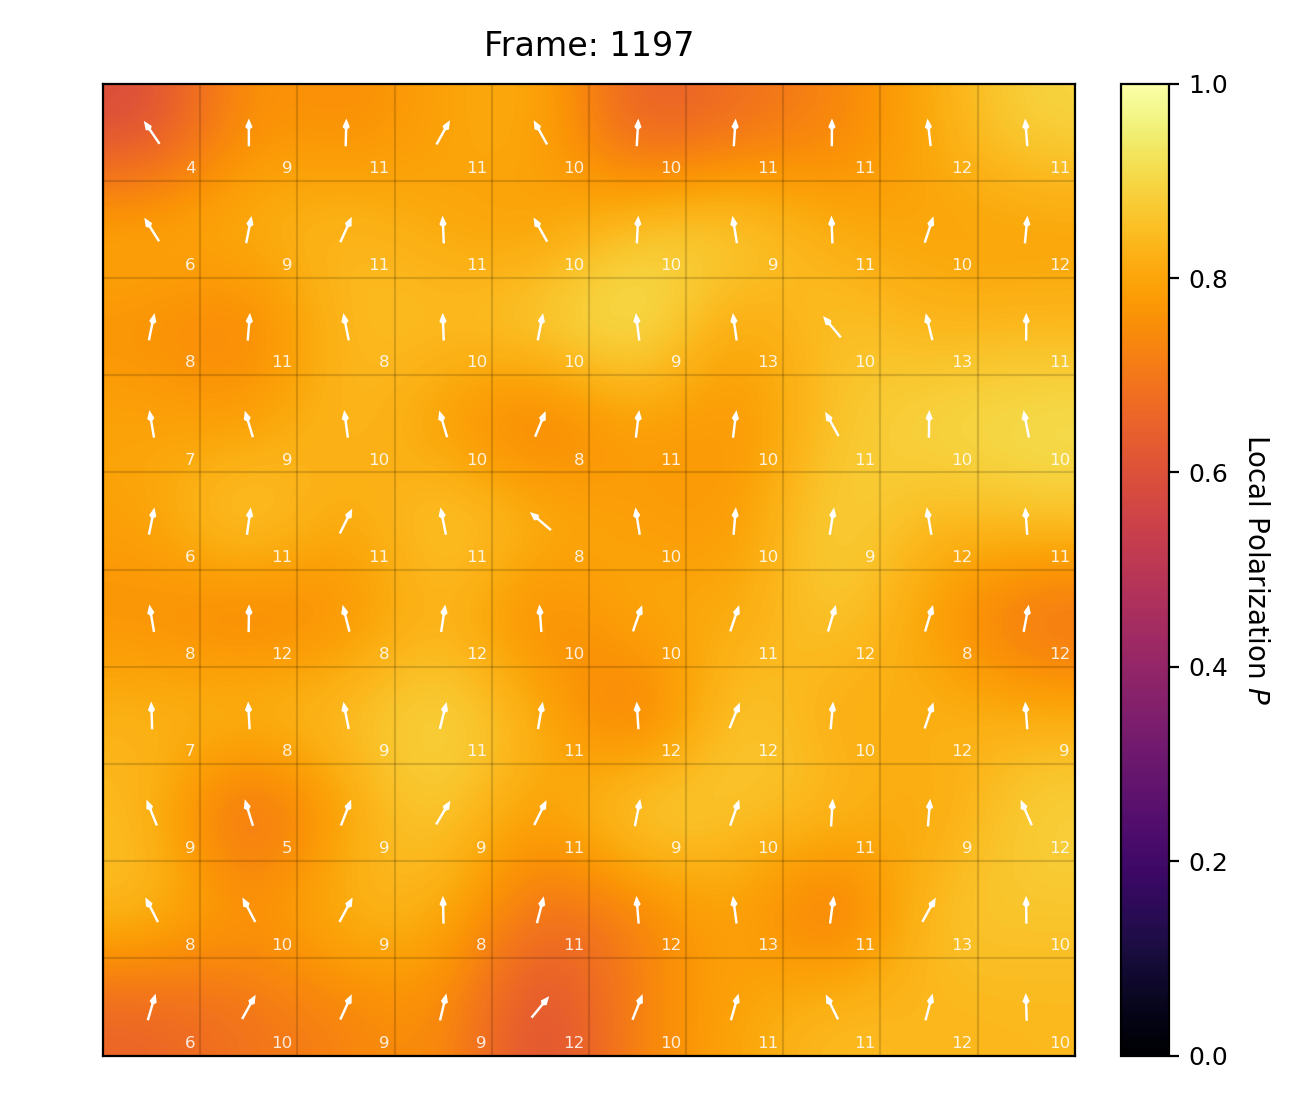 Frame: 1197
4 9 11 11 10 10 11 11 12 11
6 9 11 11 10 10 9 11 10 12
8 11 8 10 10 9 13 10 13 11
7 9 10 10 8 11 10 11 10 10
6 11 11 11 8 10 10 9 12 11
8 12 8 12 10 10 11 12 8 12
7 8 9 11 11 12 12 10 12 9
9 5 9 9 11 9 10 11 9 12
8 10 9 8 11 12 13 11 13 10
6 10 9 9 12 10 11 11 12 10
1.0
0.8
0.6
0.4
0.2
0.0
Local Polarization P